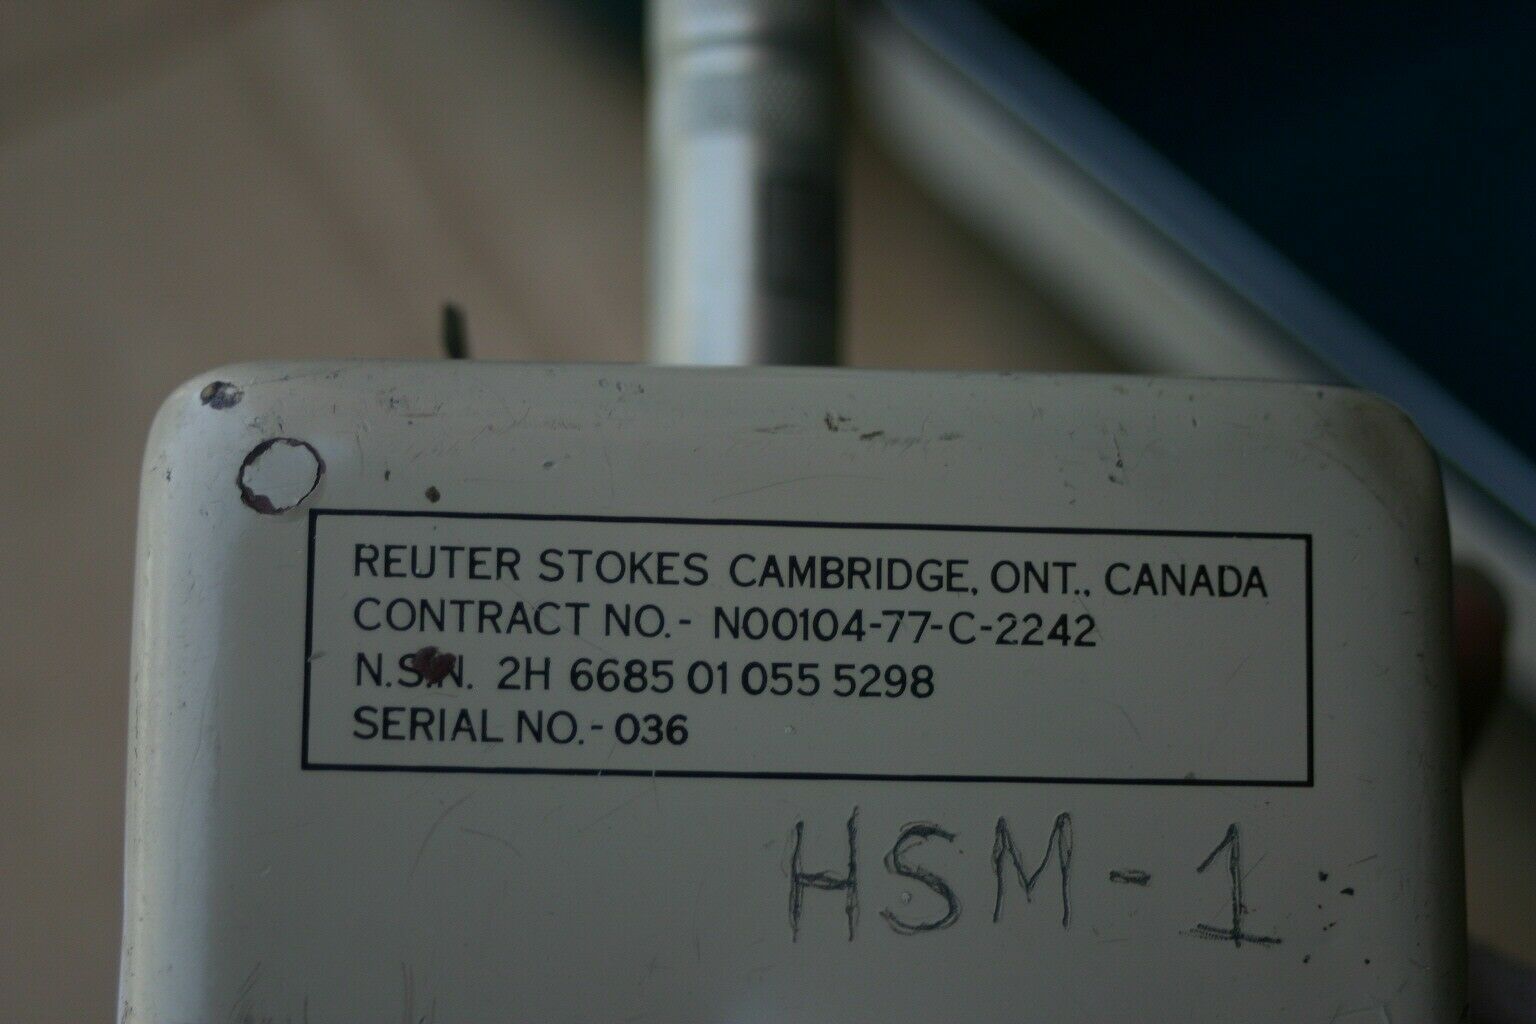 REUTER STOKES CAMBRIDGE, ONT., CANADA
CONTRACT NO.- N00104-77-C-2242
N.S.N. 2H 6685 01 055 5298
SERIAL NO.- 036
HSM-1